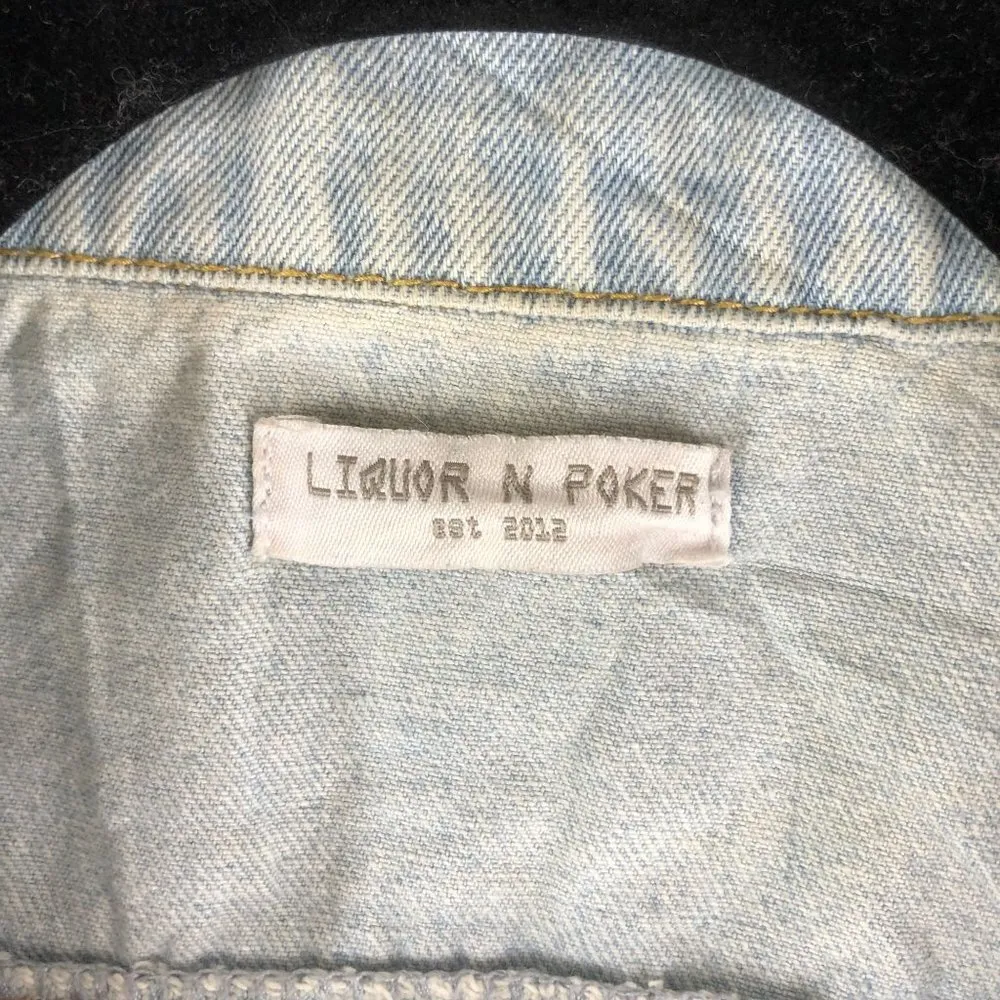 LIQUOR N POKER
est 2012